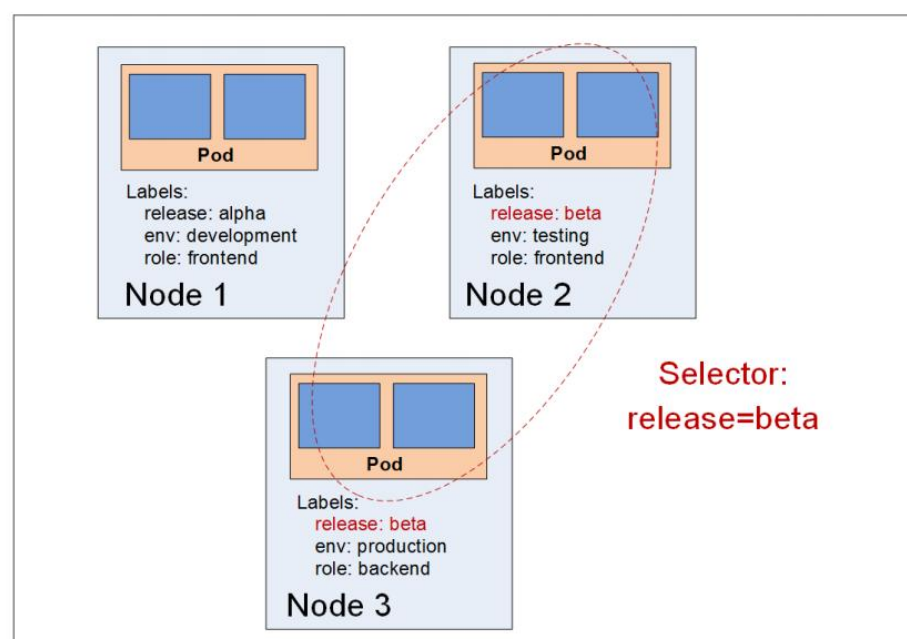 Pod
Labels:
release: alpha
env: development
role: frontend
Node 1
Pod
Labels:
release: beta
env: testing
role: frontend
Node 2
Pod
Labels:
release: beta
env: production
role: backend
Node 3
Selector:
release=beta